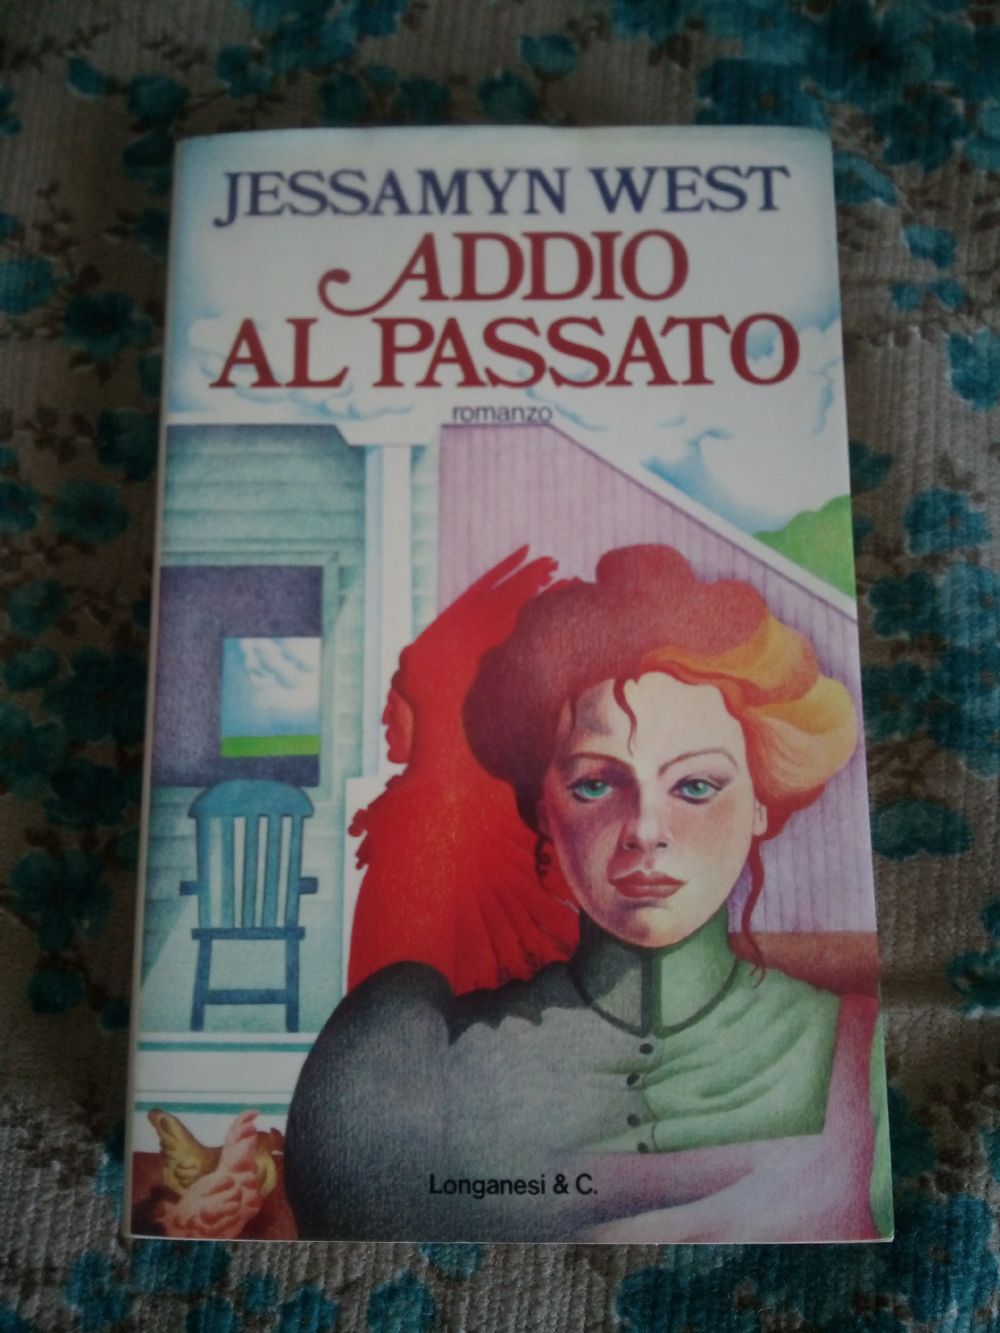 JESSAMYN WEST
ADDIO
AL PASSATO
romanzo
Longanesi & C.